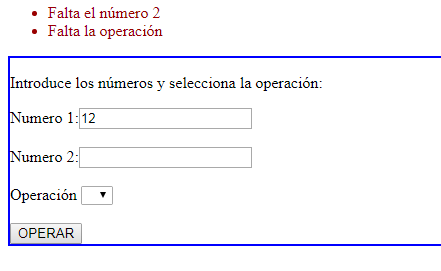 Falta el número 2
Falta la operación
Introduce los números y selecciona la operación:
Numero 1: 12
Numero 2:
Operación
OPERAR